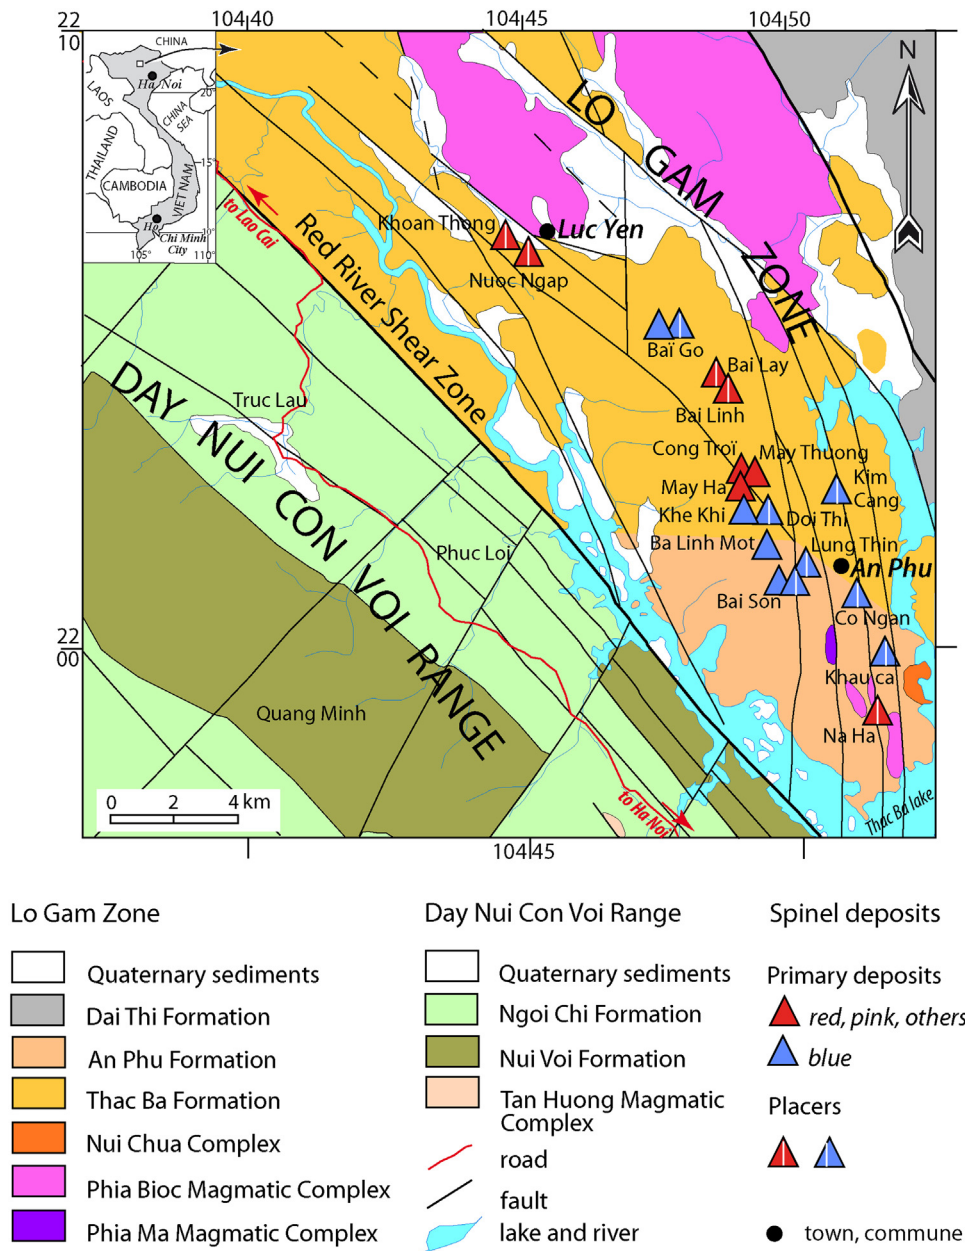 104|40
104|45
104|50
22
10
CHINA
Ha Noi
LAOS
20°
CHINA
SEA
THAILAND
15°
VIET NAM
CAMBODIA
10°
Ho
Chi Minh
City
105°
110°
N
LO
GAM
ZONE
Khoan Thong
Luc Yen
to Lao Cai
Red River Shear Zone
Nuoc Ngap
Baï Go
Bai Lay
Bai Linh
DAY
NUI
CON
VOI
RANGE
Truc Lau
Cong Troï
May Thuong
May Ha
Kim
Cang
Khe Khi
Doi Thi
Ba Linh Mot
Lung Thin
Phuc Loi
An Phu
Bai Son
Co Ngan
22
00
Khau ca
Quang Minh
Na Ha
0 2 4 km
to Ha Noi
Thac Ba lake
104|45
Lo Gam Zone
Quaternary sediments
Dai Thi Formation
An Phu Formation
Thac Ba Formation
Nui Chua Complex
Phia Bioc Magmatic Complex
Phia Ma Magmatic Complex
Day Nui Con Voi Range
Quaternary sediments
Ngoi Chi Formation
Nui Voi Formation
Tan Huong Magmatic
Complex
road
fault
lake and river
Spinel deposits
Primary deposits
red, pink, others
blue
Placers
town, commune